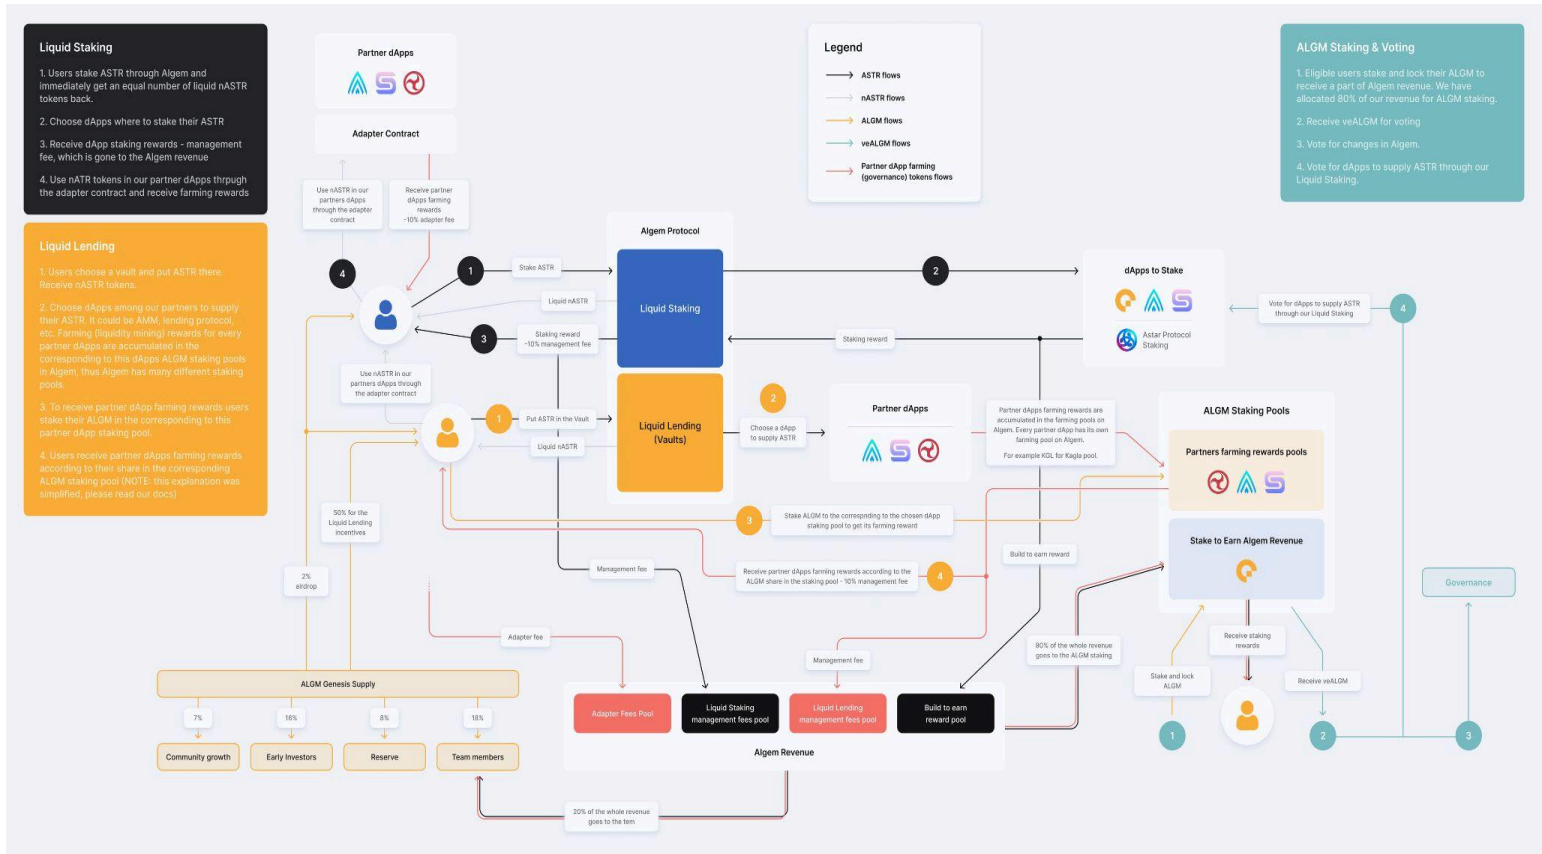 Liquid Staking
1. Users stake ASTR through Algem and
immediately get an equal number of liquid nASTR
tokens back.
2. Choose dApps where to stake their ASTR
3. Receive dApp staking rewards - management
fee, which is gone to the Algem revenue
4. Use nATR tokens in our partner dApps thrpugh
the adapter contract and receive farming rewards
Liquid Lending
1. Users choose a vault and put ASTR there.
Receive nASTR tokens.
2. Choose dApps among our partners to supply
their ASTR. It could be AMM, lending protocol,
etc. Farming (liquidity mining) rewards for every
partner dApps are accumulated in the
corresponding to this dApps ALGM staking pools
in Algem, thus Algem has many different staking
pools.
3. To receive partner dApp farming rewards users
stake their ALGM in the corresponding to this
partner dApp staking pool.
4. Users receive partner dApps farming rewards
according to their share in the corresponding
ALGM staking pool (NOTE: this explanation was
simplified, please read our docs)
Partner dApps
Adapter Contract
Use nASTR in our
partners dApps
through the adapter
contract
Receive partner
dApps farming
rewards
-10% adapter fee
Legend
ASTR flows
nASTR flows
ALGM flows
veALGM flows
Partner dApp farming
(governance) tokens flows
ALGM Staking & Voting
1. Eligible users stake and lock their ALGM to
receive a part of Algem revenue. We have
allocated 80% of our revenue for ALGM staking.
2. Receive veALGM for voting
3. Vote for changes in Algem.
4. Vote for dApps to supply ASTR through our
Liquid Staking.
4
1
Stake ASTR
Liquid nASTR
3
Staking reward
-10% management fee
Algem Protocol
Liquid Staking
2
Staking reward
dApps to Stake
Astar Protocol
Staking
Vote for dApps to supply ASTR
through our Liquid Staking
4
Use nASTR in our
partners dApps through
the adapter contract
1
Put ASTR in the Vault
Liquid nASTR
Liquid Lending
(Vaults)
2
Choose a dApp
to supply ASTR
Partner dApps
Partner dApps farming rewards are
accumulated in the farming pools on
Algem. Every partner dApp has its own
farming pool on Algem.
For example KGL for Kagla pool.
ALGM Staking Pools
Partners farming rewards pools
Stake to Earn Algem Revenue
50% for the
Liquid Lending
incentives
3
Stake ALGM to the correspnding to the chosen dApp
staking pool to get its farming reward
2%
airdrop
Management fee
Receive partner dApps farming rewards according to the
ALGM share in the staking pool - 10% management fee
4
Build to earn reward
Governance
Adapter fee
Management fee
80% of the whole revenue
goes to the ALGM staking
Receive staking
rewards
Stake and lock
ALGM
Receive veALGM
1
2
3
ALGM Genesis Supply
7%
16%
8%
18%
Community growth
Early Investors
Reserve
Team members
Adapter Fees Pool
Liquid Staking
management fees pool
Liquid Lending
management fees pool
Build to earn
reward pool
Algem Revenue
20% of the whole revenue
goes to the tem